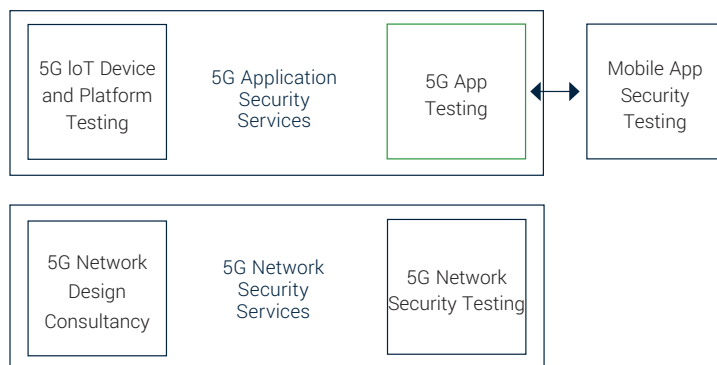 5G IoT Device
and Platform
Testing
5G Application
Security
Services
5G App
Testing
Mobile App
Security
Testing
5G Network
Design
Consultancy
5G Network
Security
Services
5G Network
Security Testing